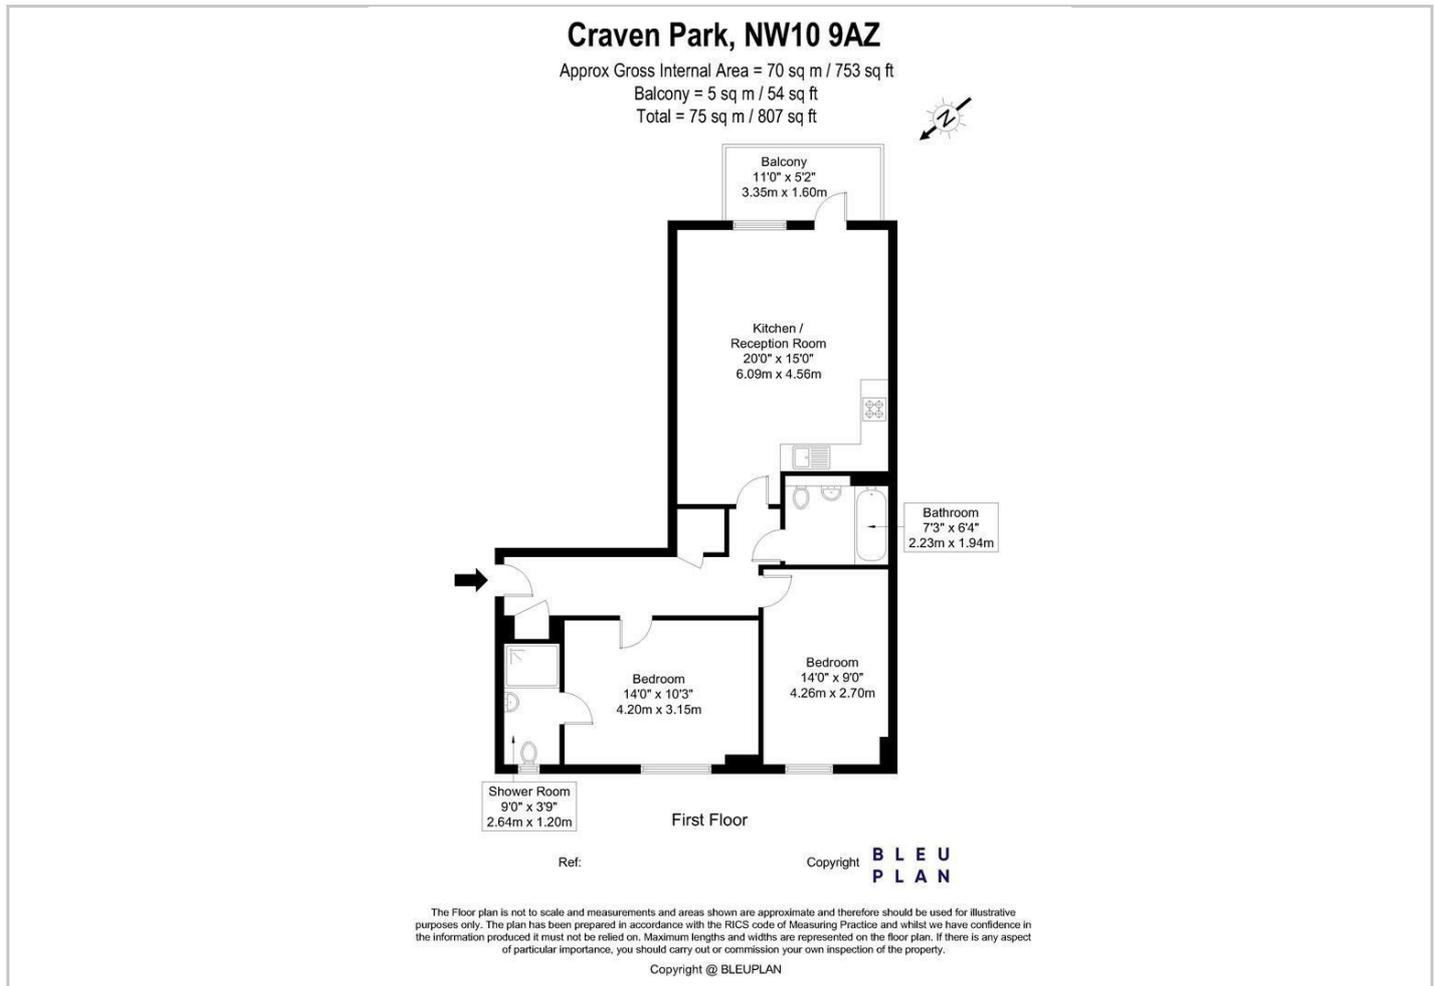 Craven Park, NW10 9AZ
Approx Gross Internal Area = 70 sq m / 753 sq ft
Balcony = 5 sq m / 54 sq ft
Total = 75 sq m / 807 sq ft
N
Balcony
11'0" x 5'2"
3.35m x 1.60m
Kitchen /
Reception Room
20'0" x 15'0"
6.09m x 4.56m
Bathroom
7'3" x 6'4"
2.23m x 1.94m
Bedroom
14'0" x 9'0"
4.26m x 2.70m
Bedroom
14'0" x 10'3"
4.20m x 3.15m
Shower Room
9'0" x 3'9"
2.64m x 1.20m
First Floor
Ref:
Copyright
BLEU
PLAN
The Floor plan is not to scale and measurements and areas shown are approximate and therefore should be used for illustrative
purposes only. The plan has been prepared in accordance with the RICS code of Measuring Practice and whilst we have confidence in
the information produced it must not be relied on. Maximum lengths and widths are represented on the floor plan. If there is any aspect
of particular importance, you should carry out or commission your own inspection of the property.
Copyright @ BLEUPLAN